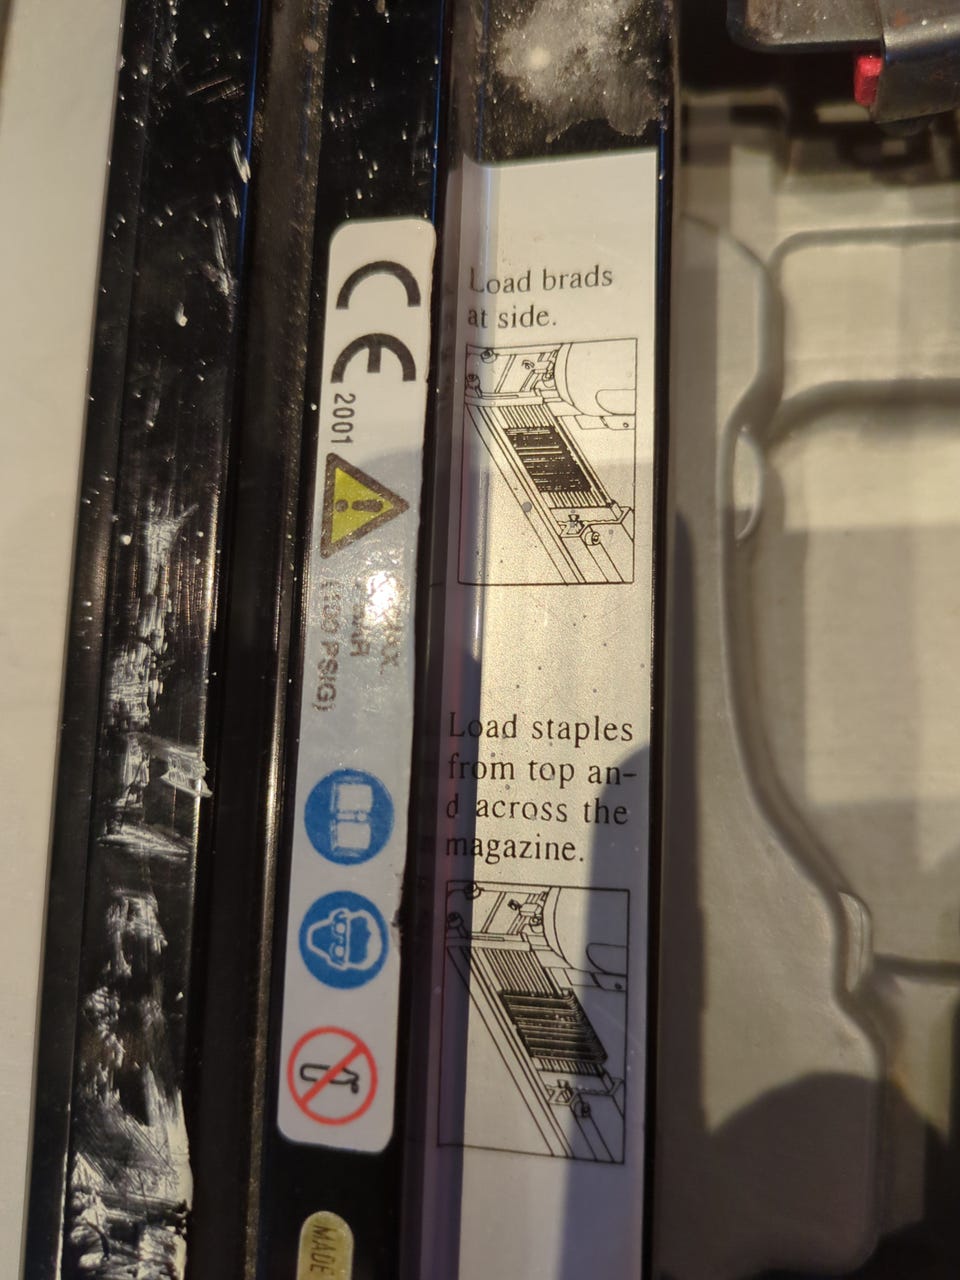 CE
2001
(100 PSIG)
Load brads
at side.
Load staples
from top an-
d across the
magazine.
MADE